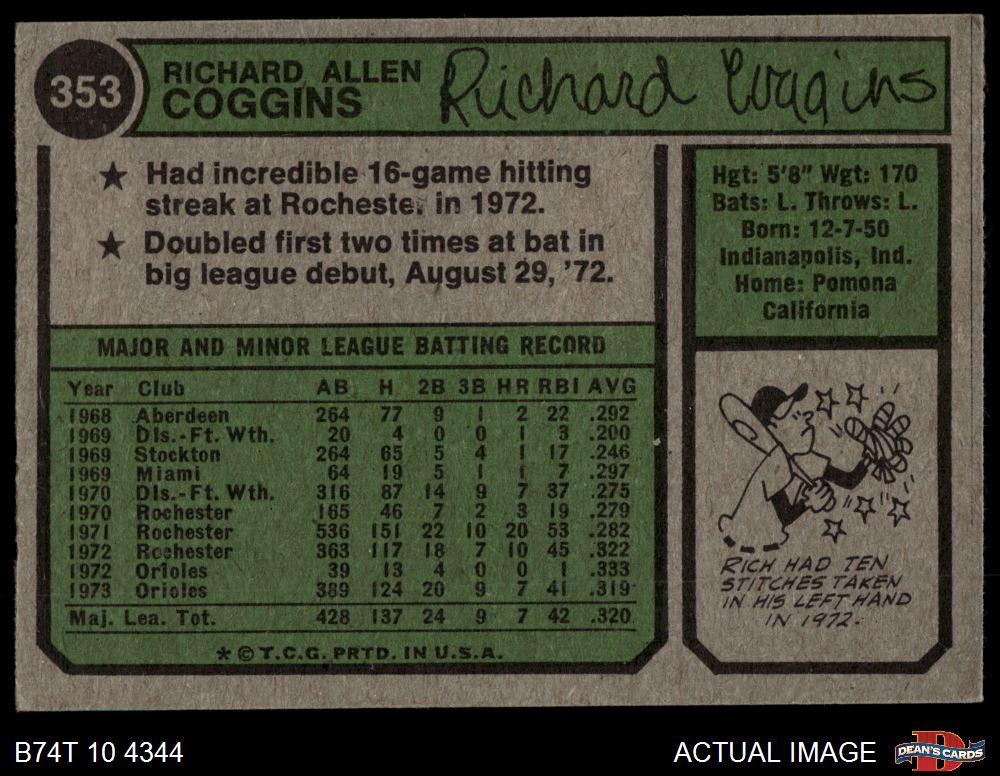 353
RICHARD ALLEN
COGGINS
Richard Coggins
★ Had incredible 16-game hitting
streak at Rochester in 1972.
★ Doubled first two times at bat in
big league debut, August 29, '72.
Hgt: 5'8" Wgt: 170
Bats: L. Throws: L.
Born: 12-7-50
Indianapolis, Ind.
Home: Pomona
California
MAJOR AND MINOR LEAGUE BATTING RECORD
Year Club AB H 2B 3B HR RBI AVG
1968 Aberdeen 264 77 9 1 2 22 .292
1969 Dls.-Ft. Wth. 20 4 0 0 1 3 .200
1969 Stockton 264 65 5 4 1 17 .246
1969 Miami 64 19 5 1 1 7 .297
1970 Dls.-Ft. Wth. 316 87 14 9 7 37 .275
1970 Rochester 165 46 7 2 3 19 .279
1971 Rochester 536 151 22 10 20 53 .282
1972 Rochester 363 117 18 7 10 45 .322
1972 Orioles 39 13 4 0 0 1 .333
1973 Orioles 389 124 20 9 7 41 .319
Maj. Lea. Tot. 428 137 24 9 7 42 .320
* © T.C.G. PRTD. IN U.S.A.
RICH HAD TEN
STITCHES TAKEN
IN HIS LEFT HAND
IN 1972.
B74T 10 4344
ACTUAL IMAGE
DEAN'S CARDS